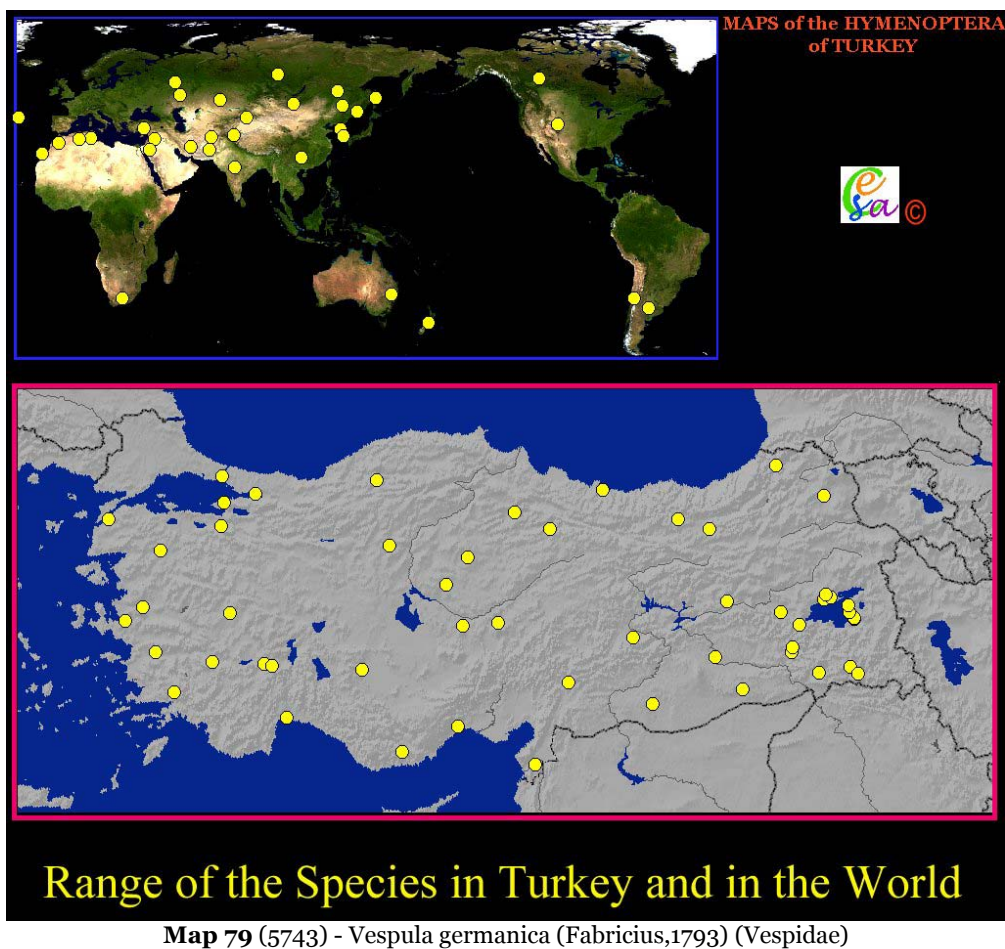 MAPS of the HYMENOPTERA
of TURKEY
esa ©
Range of the Species in Turkey and in the World
Map 79 (5743) - Vespula germanica (Fabricius,1793) (Vespidae)